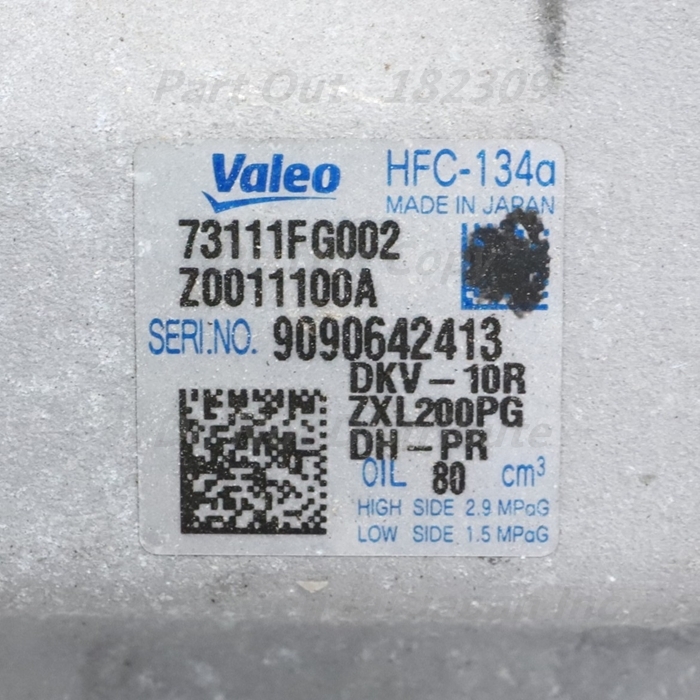 Part Out - 182309
Valeo
HFC-134a
MADE IN JAPAN
73111FG002
Z0011100A
SERI.NO. 9090642413
DKV-10R
ZXL200PG
DH-PR
OIL 80 cm³
HIGH SIDE 2.9 MPaG
LOW SIDE 1.5 MPaG